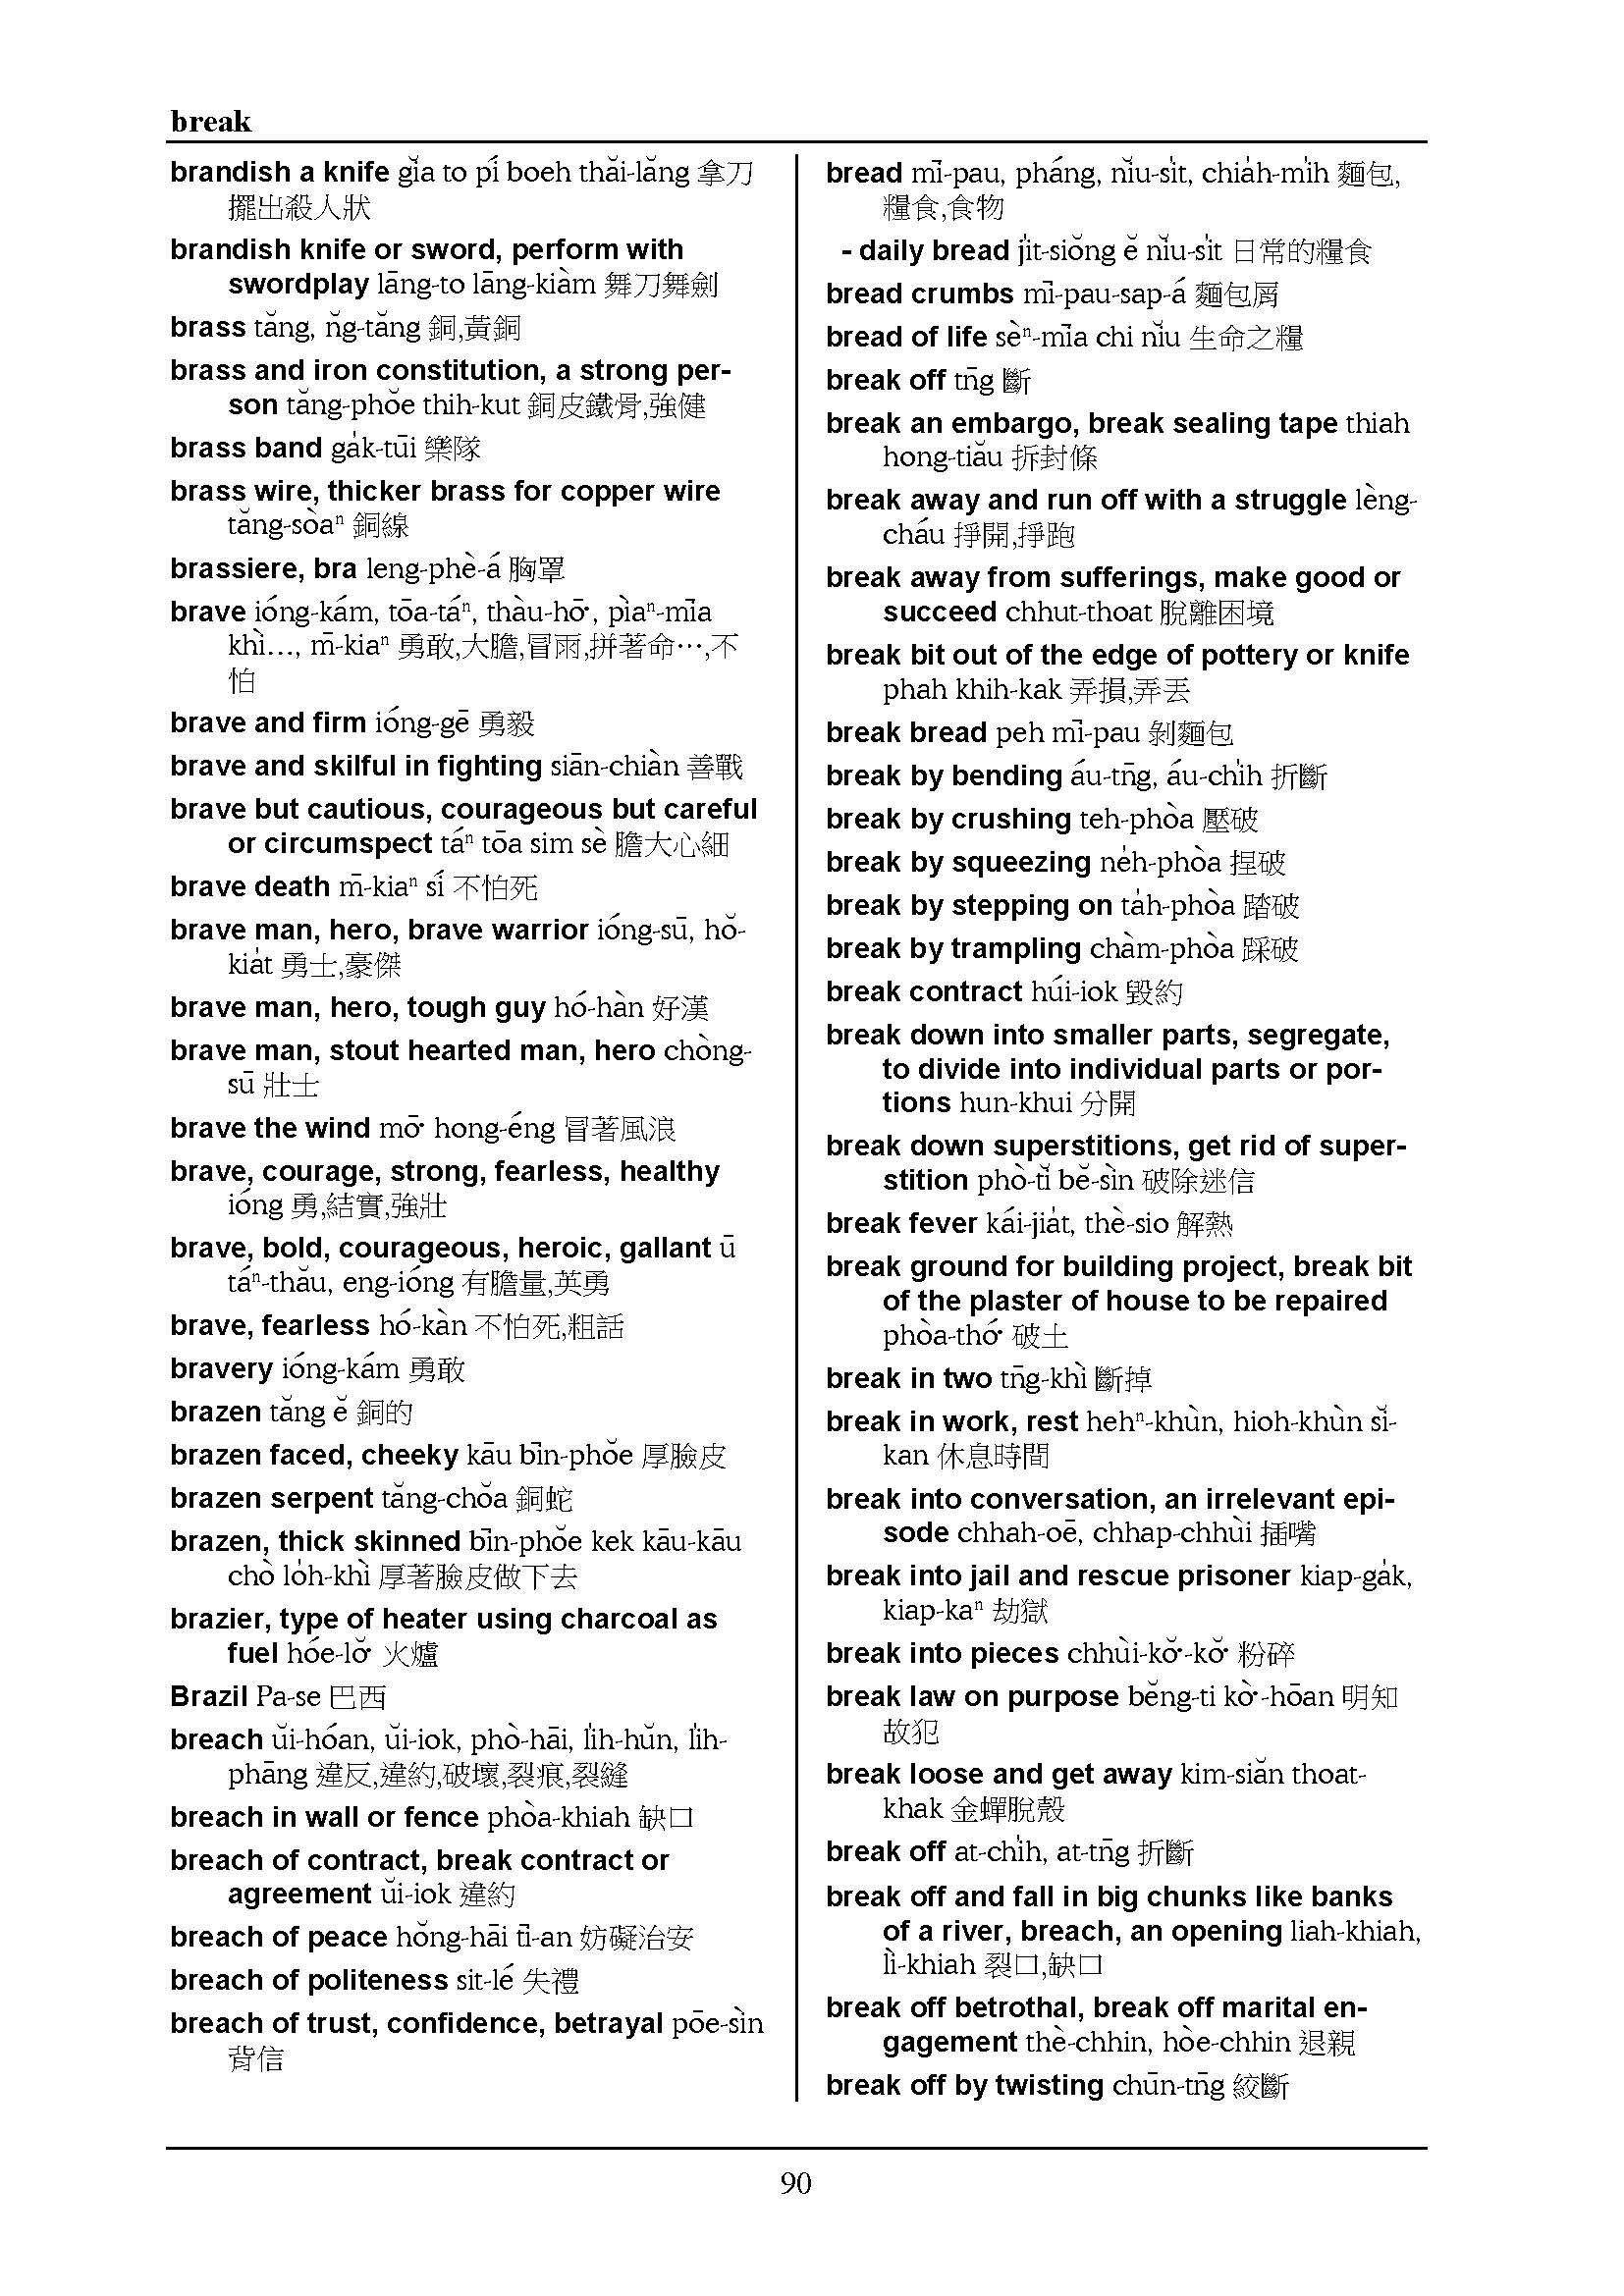 break
brandish a knife gĭa to pí boeh thăi-lăng 拿刀
擺出殺人狀
brandish knife or sword, perform with
swordplay lāng-to lāng-kiàm 舞刀舞劍
brass tăng, n̆g-tăng 銅,黃銅
brass and iron constitution, a strong per-
son tăng-phŏe thih-kut 銅皮鐵骨,強健
brass band ga̍k-tūi 樂隊
brass wire, thicker brass for copper wire
tăng-sòaⁿ 銅線
brassiere, bra leng-phè-á 胸罩
brave ióng-kám, tōa-táⁿ, thàu-hō͘, pìaⁿ-mīa
khì…, m̄-kiaⁿ 勇敢,大膽,冒雨,拼著命…,不
怕
brave and firm ióng-gē 勇毅
brave and skilful in fighting siān-chiàn 善戰
brave but cautious, courageous but careful
or circumspect táⁿ tōa sim sè 膽大心細
brave death m̄-kiaⁿ sí 不怕死
brave man, hero, brave warrior ióng-sū, hŏ-
kia̍t 勇士,豪傑
brave man, hero, tough guy hó-hàn 好漢
brave man, stout hearted man, hero chòng-
sū 壯士
brave the wind mō͘ hong-éng 冒著風浪
brave, courage, strong, fearless, healthy
ióng 勇,結實,強壯
brave, bold, courageous, heroic, gallant ū
táⁿ-thău, eng-ióng 有膽量,英勇
brave, fearless hó-kàn 不怕死,粗話
bravery ióng-kám 勇敢
brazen tăng ĕ 銅的
brazen faced, cheeky kāu bīn-phŏe 厚臉皮
brazen serpent tăng-chŏa 銅蛇
brazen, thick skinned bīn-phŏe kek kāu-kāu
chò lo̍h-khì 厚著臉皮做下去
brazier, type of heater using charcoal as
fuel hóe-lŏ͘ 火爐
Brazil Pa-se 巴西
breach ŭi-hóan, ŭi-iok, phò-hāi, li̍h-hŭn, li̍h-
phāng 違反,違約,破壞,裂痕,裂縫
breach in wall or fence phòa-khiah 缺口
breach of contract, break contract or
agreement ŭi-iok 違約
breach of peace hŏng-hāi tī-an 妨礙治安
breach of politeness sit-lé 失禮
breach of trust, confidence, betrayal pōe-sìn
背信
bread mī-pau, pháng, nĭu-si̍t, chia̍h-mi̍h 麵包,
糧食,食物
- daily bread ji̍t-siŏng ĕ nĭu-si̍t 日常的糧食
bread crumbs mī-pau-sap-á 麵包屑
bread of life sèⁿ-mīa chi nĭu 生命之糧
break off tn̄g 斷
break an embargo, break sealing tape thiah
hong-tiău 拆封條
break away and run off with a struggle lèng-
cháu 掙開,掙跑
break away from sufferings, make good or
succeed chhut-thoat 脫離困境
break bit out of the edge of pottery or knife
phah khih-kak 弄損,弄丟
break bread peh mī-pau 剝麵包
break by bending áu-tn̄g, áu-chi̍h 折斷
break by crushing teh-phòa 壓破
break by squeezing ne̍h-phòa 捏破
break by stepping on ta̍h-phòa 踏破
break by trampling chàm-phòa 踩破
break contract húi-iok 毀約
break down into smaller parts, segregate,
to divide into individual parts or por-
tions hun-khui 分開
break down superstitions, get rid of super-
stition phò-tĭ bĕ-sìn 破除迷信
break fever kái-jia̍t, thè-sio 解熱
break ground for building project, break bit
of the plaster of house to be repaired
phòa-thó͘ 破土
break in two tn̄g-khì 斷掉
break in work, rest hehⁿ-khùn, hioh-khùn sĭ-
kan 休息時間
break into conversation, an irrelevant epi-
sode chhah-oē, chhap-chhùi 插嘴
break into jail and rescue prisoner kiap-ga̍k,
kiap-kaⁿ 劫獄
break into pieces chhùi-kŏ͘-kŏ͘ 粉碎
break law on purpose bĕng-ti kò͘-hōan 明知
故犯
break loose and get away kim-siăn thoat-
khak 金蟬脫殼
break off at-chi̍h, at-tn̄g 折斷
break off and fall in big chunks like banks
of a river, breach, an opening liah-khiah,
lì-khiah 裂口,缺口
break off betrothal, break off marital en-
gagement thè-chhin, hòe-chhin 退親
break off by twisting chūn-tn̄g 絞斷
90